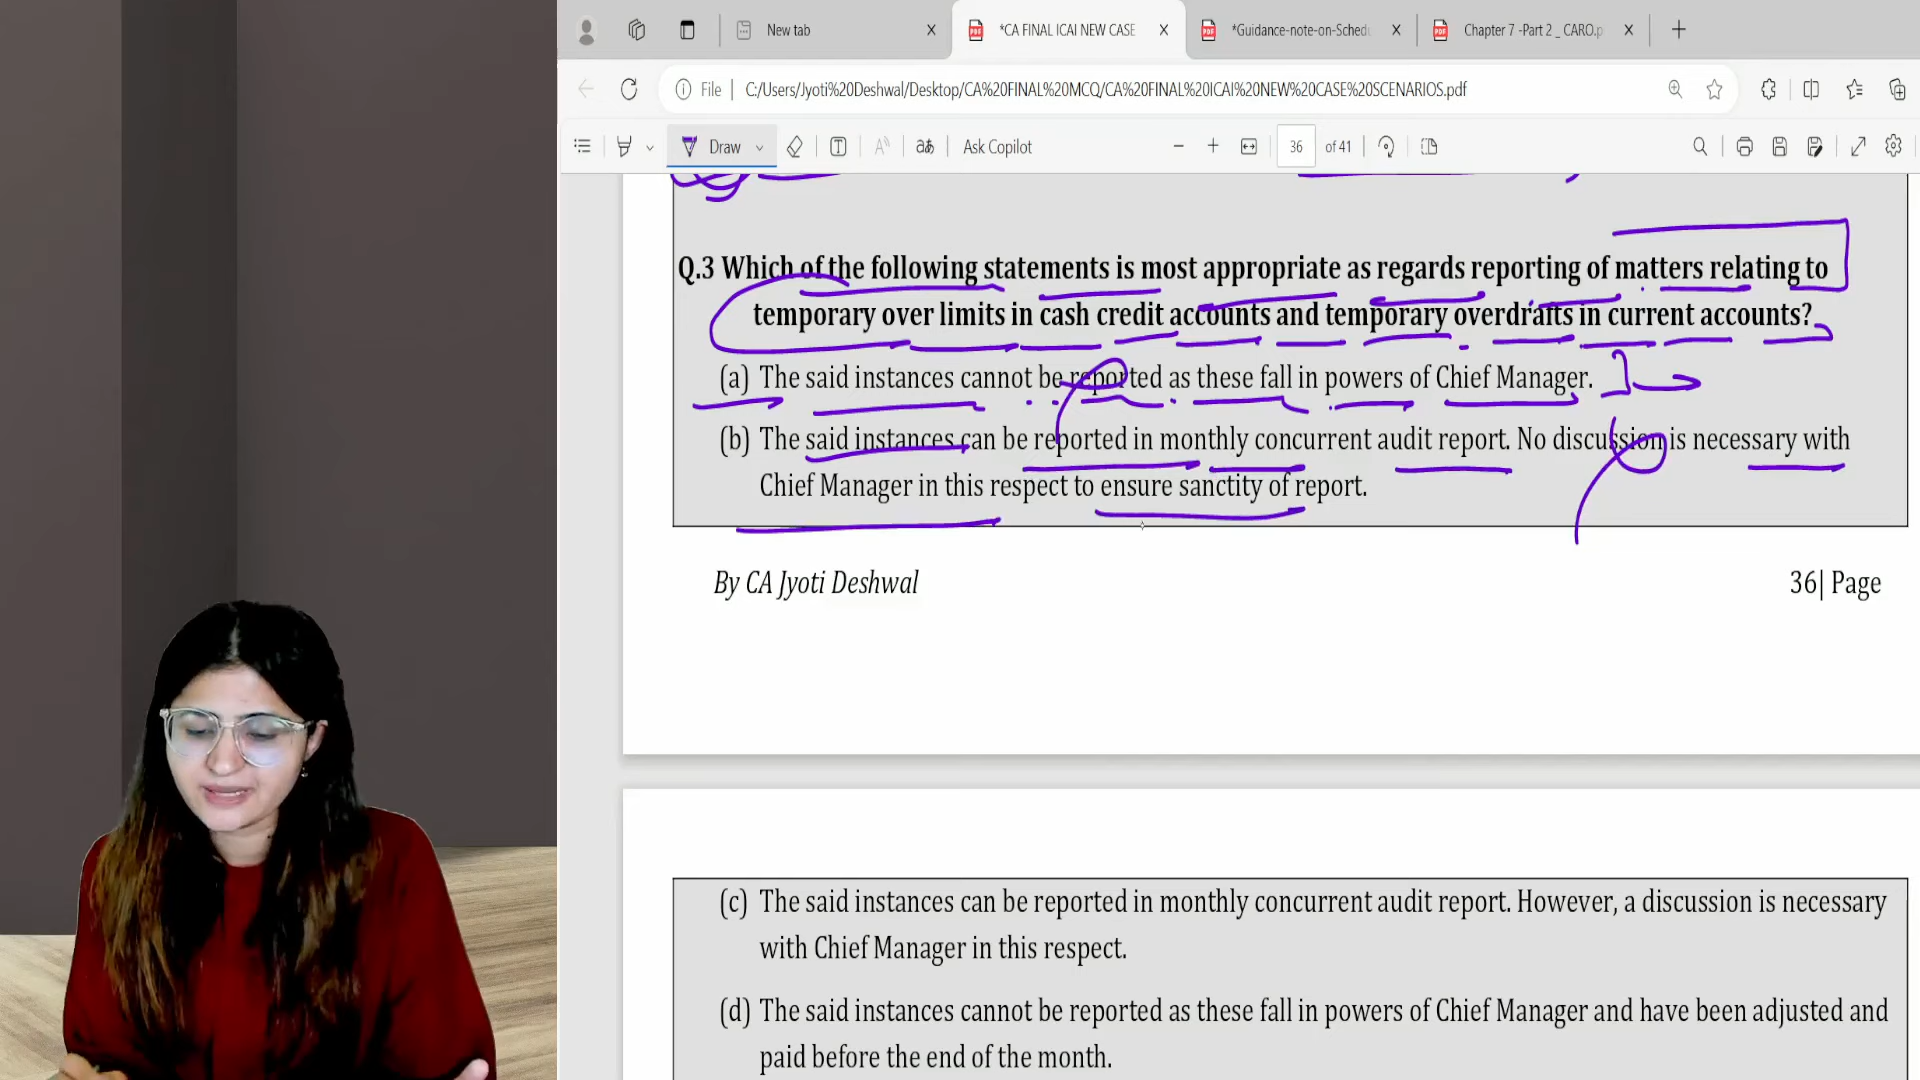 New tab
*CA FINAL ICAI NEW CASE
*Guidance-note-on-Schedu
Chapter 7 -Part 2 _ CARO.p
File
C:/Users/Jyoti%20Deshwal/Desktop/CA%20FINAL%20MCQ/CA%20FINAL%20ICAI%20NEW%20CASE%20SCENARIOS.pdf
Draw
Ask Copilot
36 of 41
Q.3 Which of the following statements is most appropriate as regards reporting of matters relating to
temporary over limits in cash credit accounts and temporary overdrafts in current accounts?
(a) The said instances cannot be reported as these fall in powers of Chief Manager.
(b) The said instances can be reported in monthly concurrent audit report. No discussion is necessary with
Chief Manager in this respect to ensure sanctity of report.
By CA Jyoti Deshwal
36| Page
(c) The said instances can be reported in monthly concurrent audit report. However, a discussion is necessary
with Chief Manager in this respect.
(d) The said instances cannot be reported as these fall in powers of Chief Manager and have been adjusted and
paid before the end of the month.